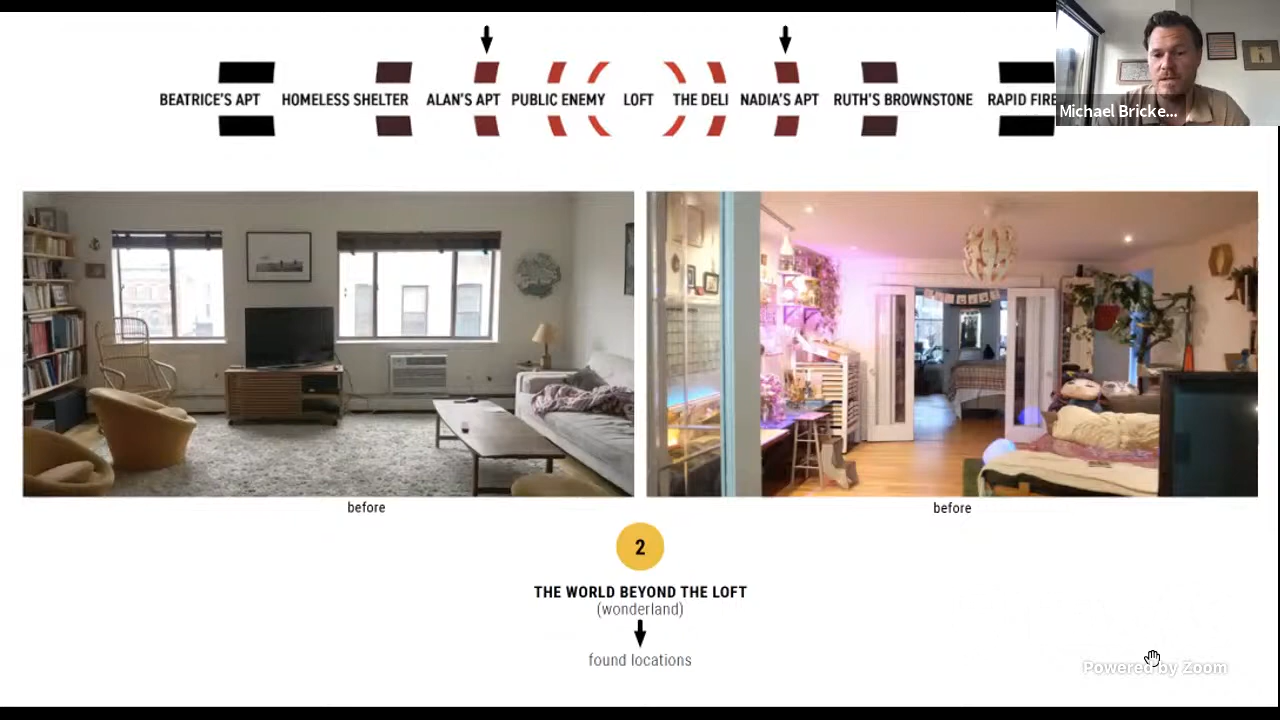 BEATRICE'S APT HOMELESS SHELTER ALAN'S APT PUBLIC ENEMY LOFT THE DELI NADIA'S APT RUTH'S BROWNSTONE RAPID FIRE
Michael Bricke...
before
before
2
THE WORLD BEYOND THE LOFT
(wonderland)
found locations
Powered by Zoom